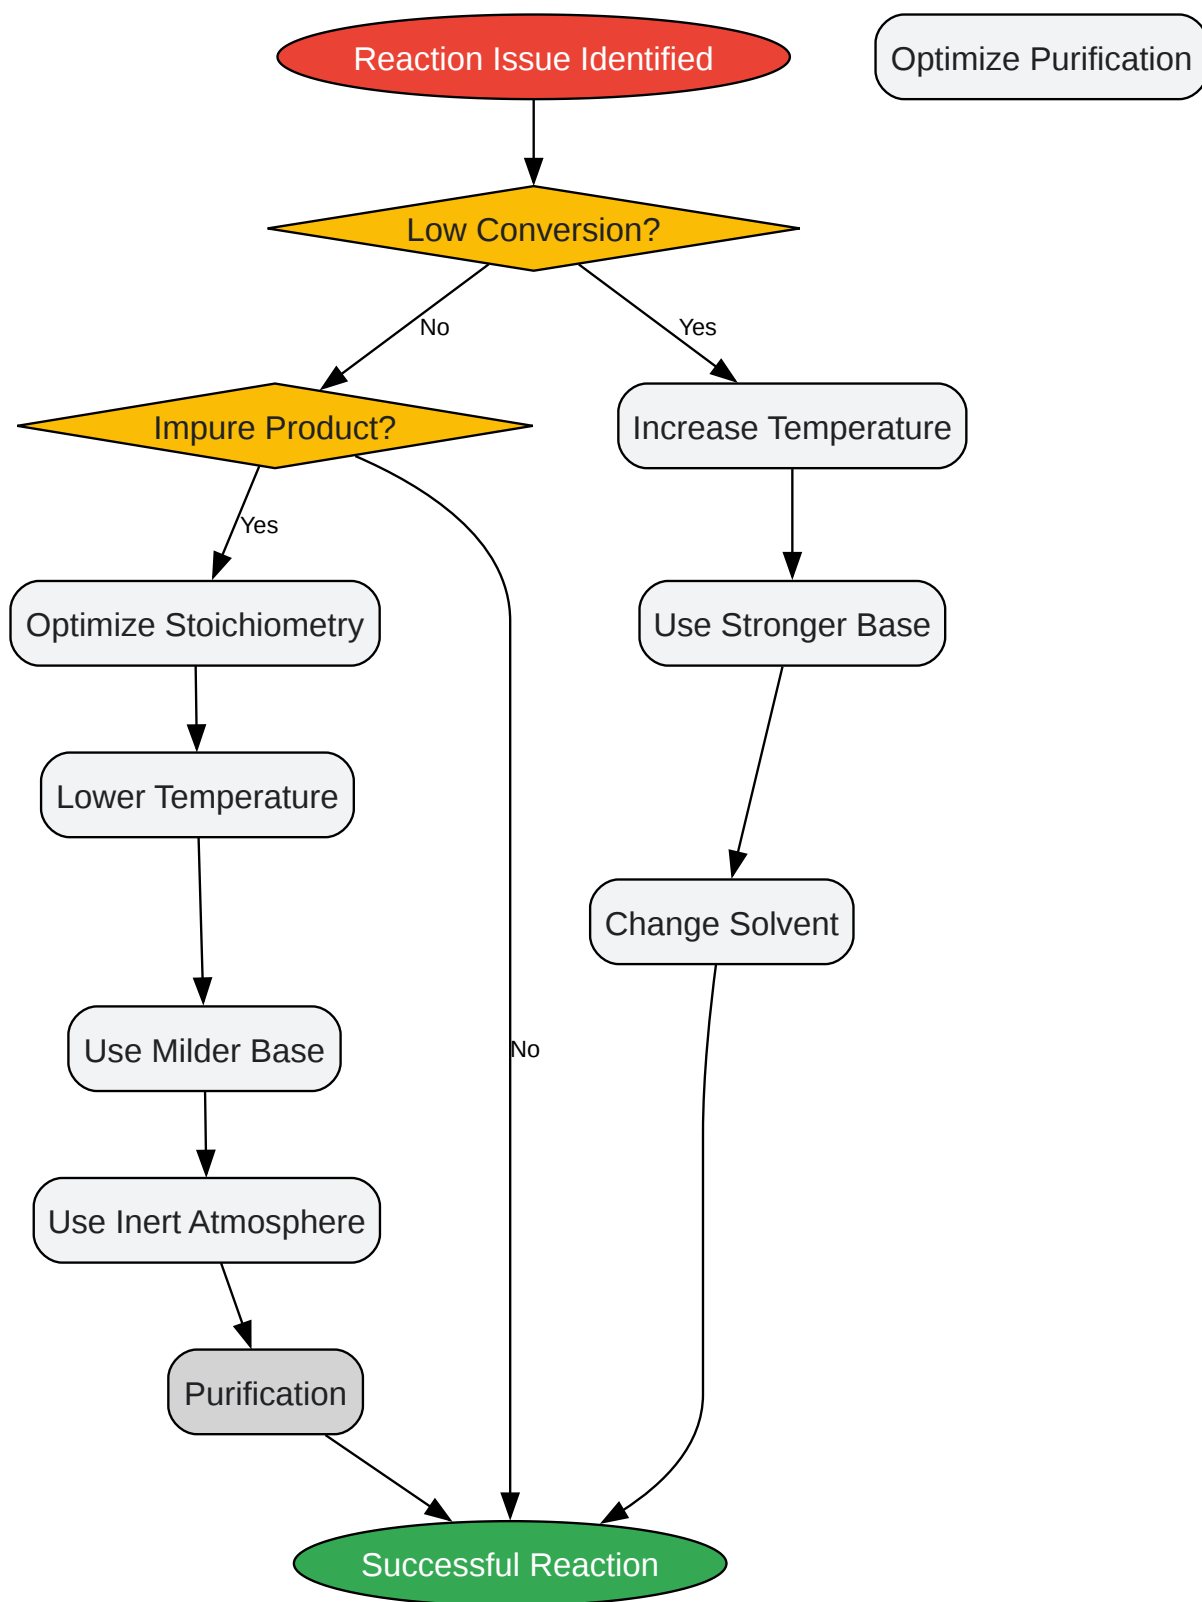 Reaction Issue Identified
Optimize Purification
Low Conversion?
No
Yes
Impure Product?
Increase Temperature
Yes
Optimize Stoichiometry
Use Stronger Base
Lower Temperature
Change Solvent
Use Milder Base
No
Use Inert Atmosphere
Purification
Successful Reaction